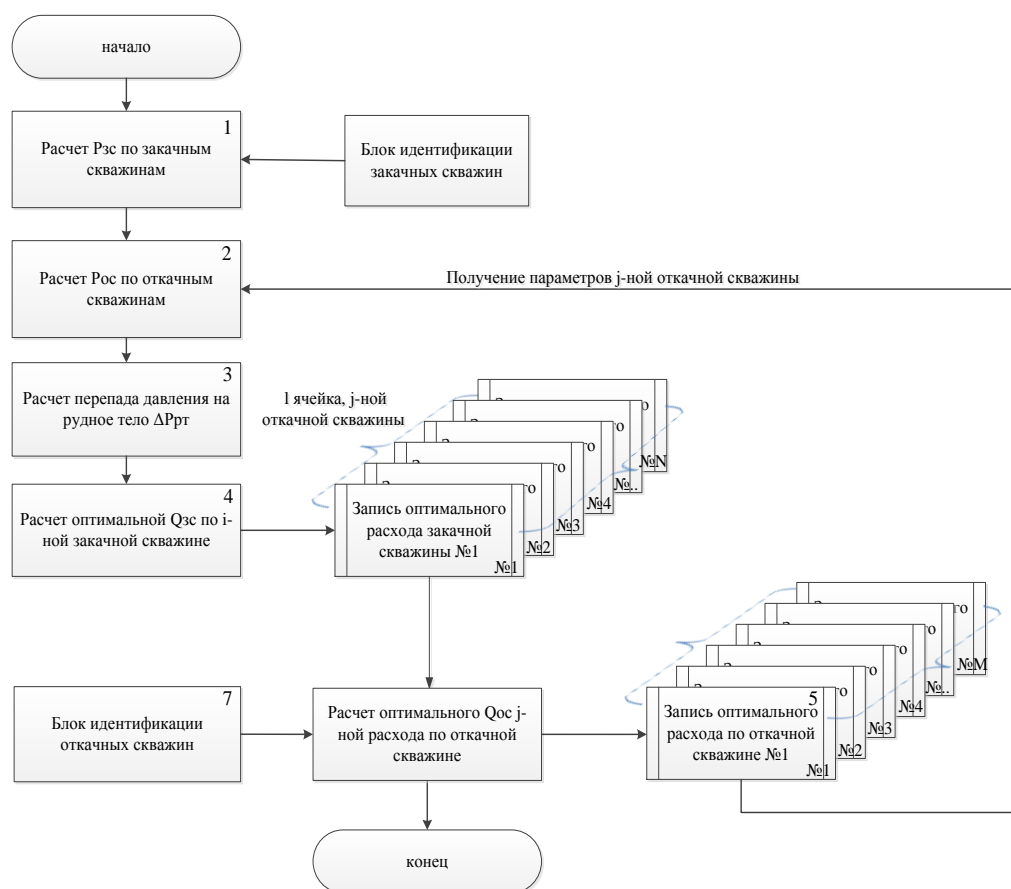 начало
1
Расчет Рзс по закачным
скважинам
Блок идентификации
закачных скважин
2
Расчет Рос по откачным
скважинам
Получение параметров j-ной откачной скважины
3
Расчет перепада давления на
рудное тело ΔРрт
l ячейка, j-ной
откачной скважины
№N
№..
№4
№3
№2
4
Расчет оптимальной Qзс по i-
ной закачной скважине
Запись оптимального
расхода закачной
скважины №1
№1
№M
№..
№4
№3
№2
7
Блок идентификации
откачных скважин
Расчет оптимального Qос j-
ной расхода по откачной
скважине
5
Запись оптимального
расхода по откачной
скважине №1
№1
конец